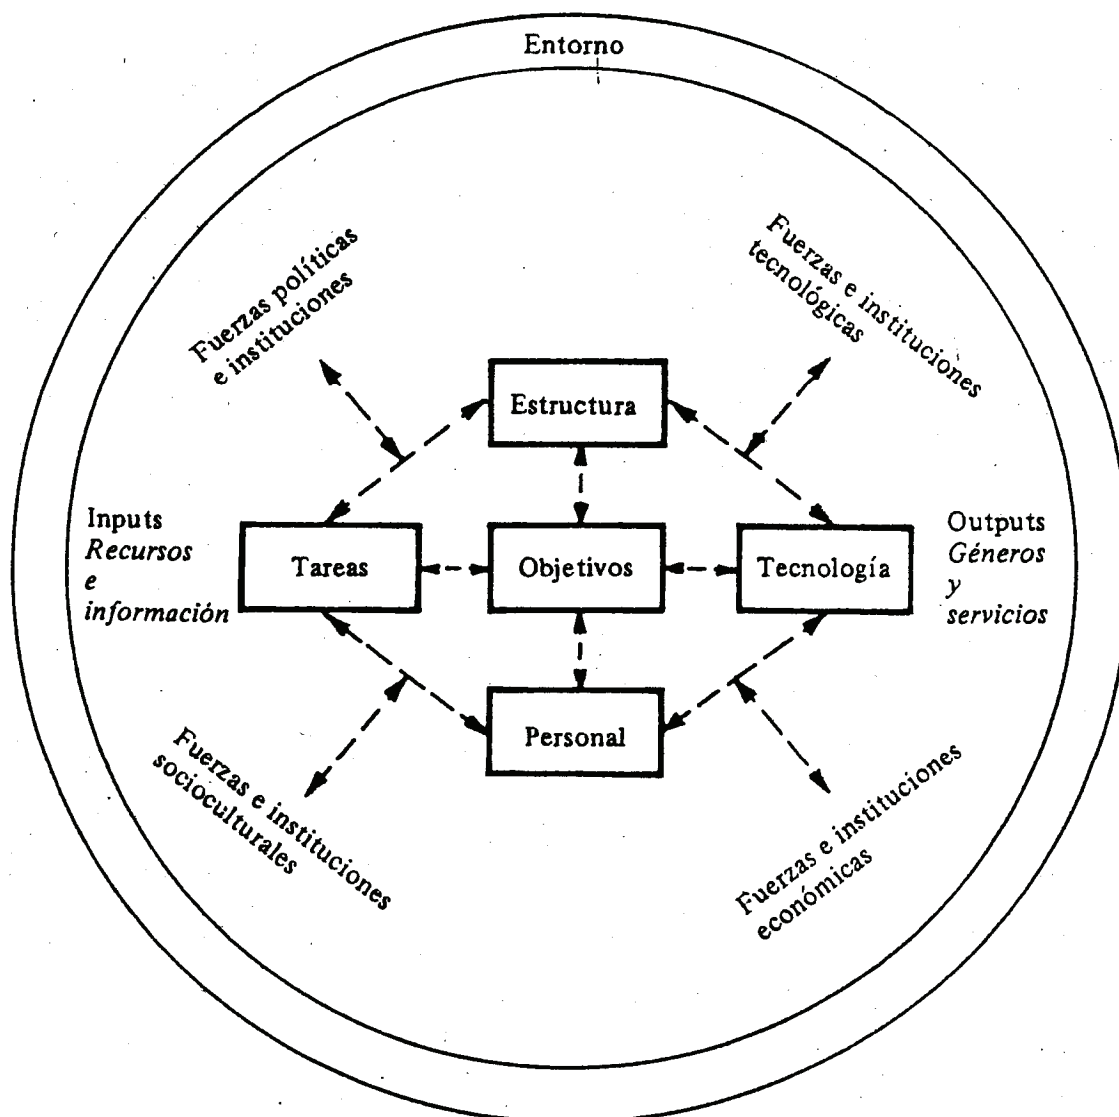 Entorno
Fuerzas políticas
e instituciones
Fuerzas e instituciones
tecnológicas
Estructura
Inputs
Recursos
e
información
Tareas
Objetivos
Tecnología
Outputs
Géneros
y
servicios
Personal
Fuerzas e instituciones
socioculturales
Fuerzas e instituciones
económicas